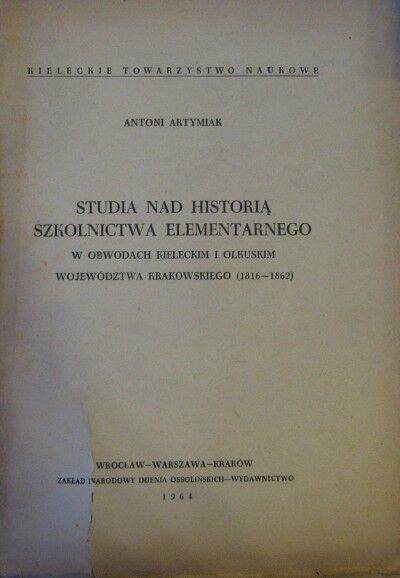 KIELECKIE TOWARZYSTWO NAUKOWE
ANTONI ARTYMIAK
STUDIA NAD HISTORIĄ
SZKOLNICTWA ELEMENTARNEGO
W OBWODACH KIELECKIM I OLKUSKIM
WOJEWÓDZTWA KRAKOWSKIEGO (1816—1862)
WROCŁAW—WARSZAWA—KRAKÓW
ZAKŁAD NARODOWY IMIENIA OSSOLIŃSKICH—WYDAWNICTWO
1964